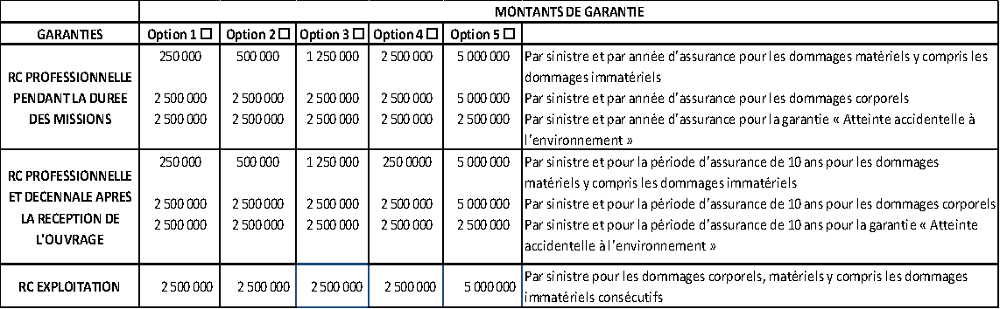 MONTANTS DE GARANTIE
GARANTIES Option 1 ☐ Option 2 ☐ Option 3 ☐ Option 4 ☐ Option 5 ☐
RC PROFESSIONNELLE
PENDANT LA DUREE
DES MISSIONS
250 000 500 000 1 250 000 2 500 000 5 000 000 Par sinistre et par année d’assurance pour les dommages matériels y compris les
dommages immatériels
2 500 000 2 500 000 2 500 000 2 500 000 5 000 000 Par sinistre et par année d’assurance pour les dommages corporels
2 500 000 2 500 000 2 500 000 2 500 000 2 500 000 Par sinistre et par année d’assurance pour la garantie « Atteinte accidentelle à
l’environnement »
RC PROFESSIONNELLE
ET DECENNALE APRES
LA RECEPTION DE
L'OUVRAGE
250 000 500 000 1 250 000 250 0000 5 000 000 Par sinistre et pour la période d’assurance de 10 ans pour les dommages
matériels y compris les dommages immatériels
2 500 000 2 500 000 2 500 000 2 500 000 5 000 000 Par sinistre et pour la période d’assurance de 10 ans pour les dommages corporels
2 500 000 2 500 000 2 500 000 2 500 000 2 500 000 Par sinistre et pour la période d’assurance de 10 ans pour la garantie « Atteinte
accidentelle à l’environnement »
RC EXPLOITATION 2 500 000 2 500 000 2 500 000 2 500 000 5 000 000 Par sinistre pour les dommages corporels, matériels y compris les dommages
immatériels consécutifs